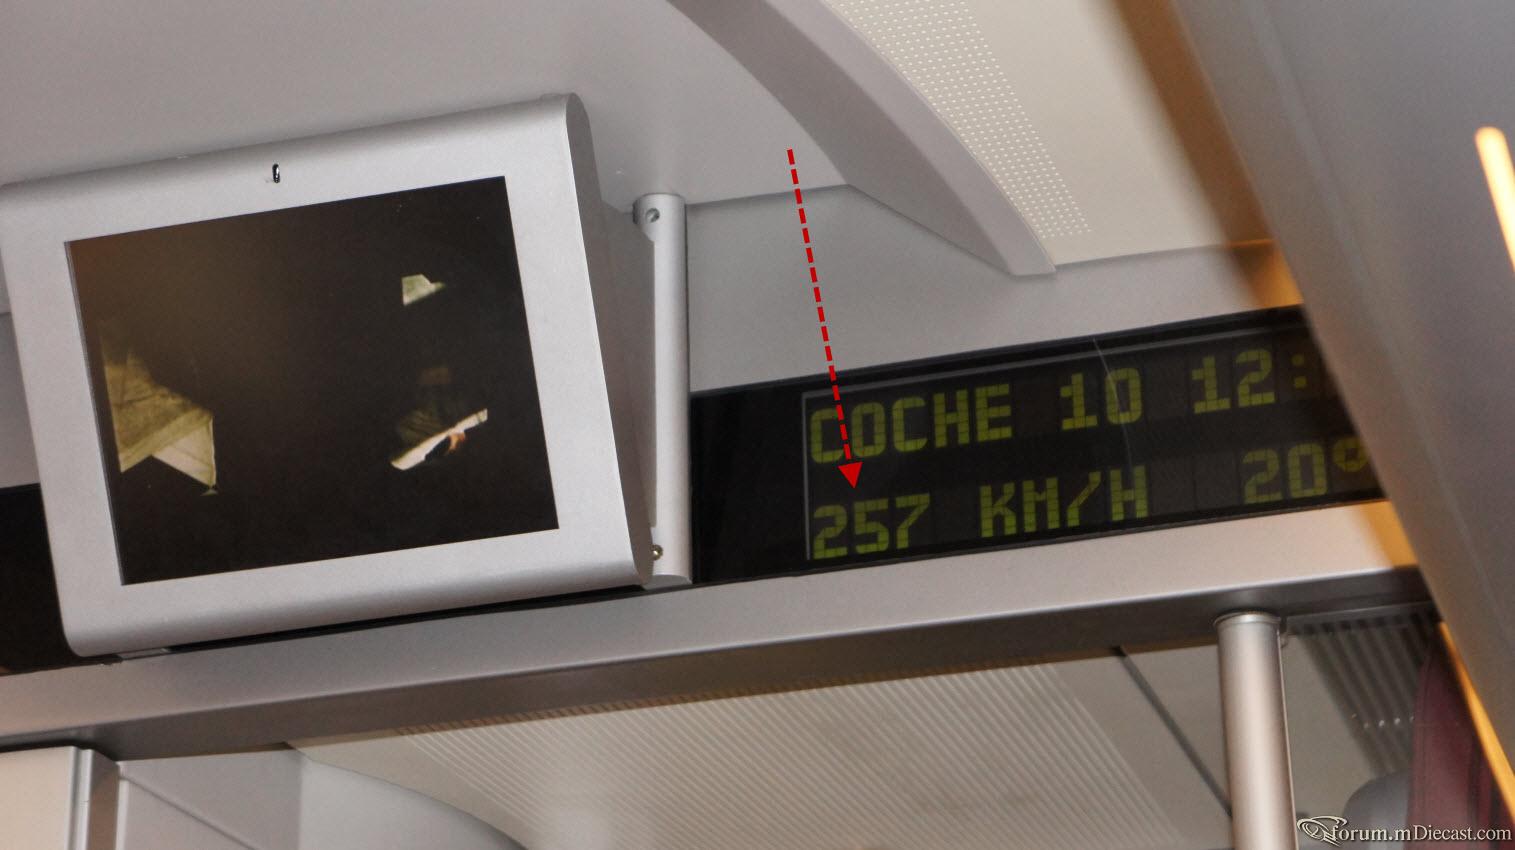 COCHE 10 12:
257 KM/H 20°
forum.mDiecast.com